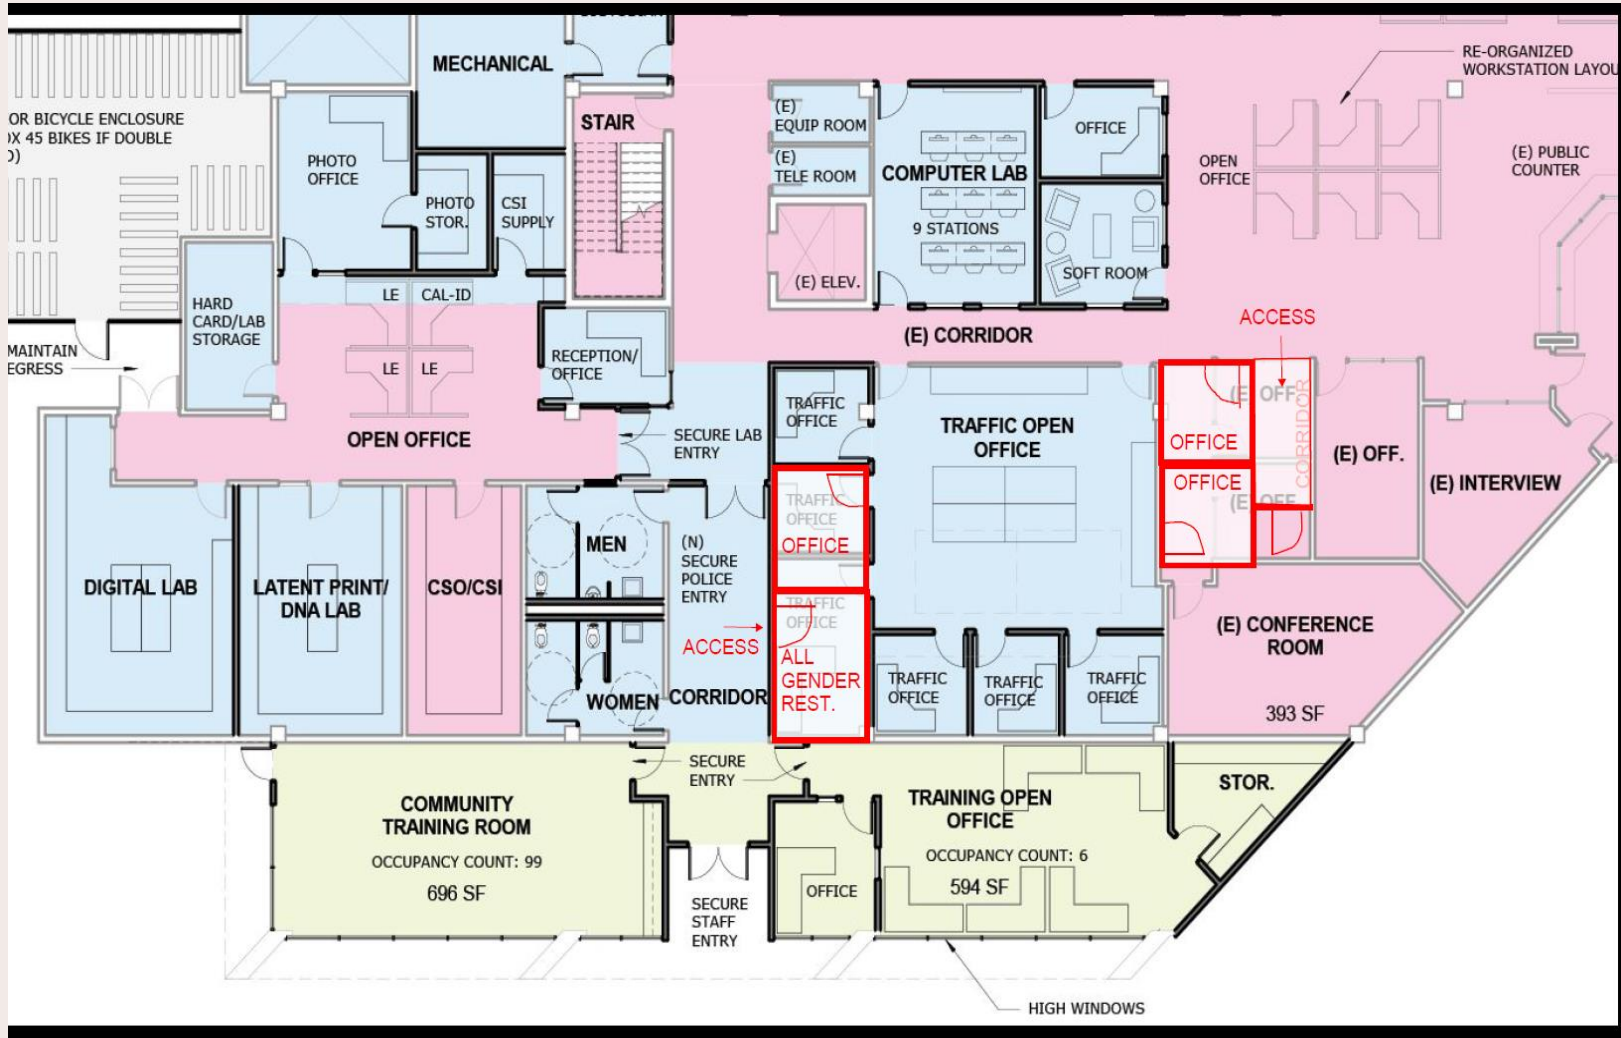 MECHANICAL
RE-ORGANIZED
OR BICYCLE ENCLOSURE
OX 45 BIKES IF DOUBLE
PHOTO
OFFICE
PHOTO
STOR.
CSI
SUPPLY
STAIR
(E)
EQUIP ROOM
(E)
TELE ROOM
(E) ELEV.
COMPUTER LAB
9 STATIONS
OFFICE
SOFT ROOM
OPEN
OFFICE
(E) PUBLIC
COUNTER
HARD
CARD/LAB
STORAGE
LE
CAL-ID
LE
LE
RECEPTION/
OFFICE
(E) CORRIDOR
ACCESS
MAINTAIN
EGRESS
OPEN OFFICE
SECURE LAB
ENTRY
TRAFFIC
OFFICE
TRAFFIC OPEN
OFFICE
(E) OFF
OFFICE
OFFICE
(E) OFF
CORRIDOR
(E) OFF.
(E) INTERVIEW
DIGITAL LAB
LATENT PRINT/
DNA LAB
CSO/CSI
MEN
WOMEN
(N)
SECURE
POLICE
ENTRY
CORRIDOR
TRAFFIC
OFFICE
OFFICE
TRAFFIC
OFFICE
ACCESS
ALL
GENDER
REST.
TRAFFIC
OFFICE
TRAFFIC
OFFICE
TRAFFIC
OFFICE
(E) CONFERENCE
ROOM
393 SF
COMMUNITY
TRAINING ROOM
OCCUPANCY COUNT: 99
696 SF
SECURE
ENTRY
SECURE
STAFF
ENTRY
OFFICE
TRAINING OPEN
OFFICE
OCCUPANCY COUNT: 6
594 SF
STOR.
HIGH WINDOWS